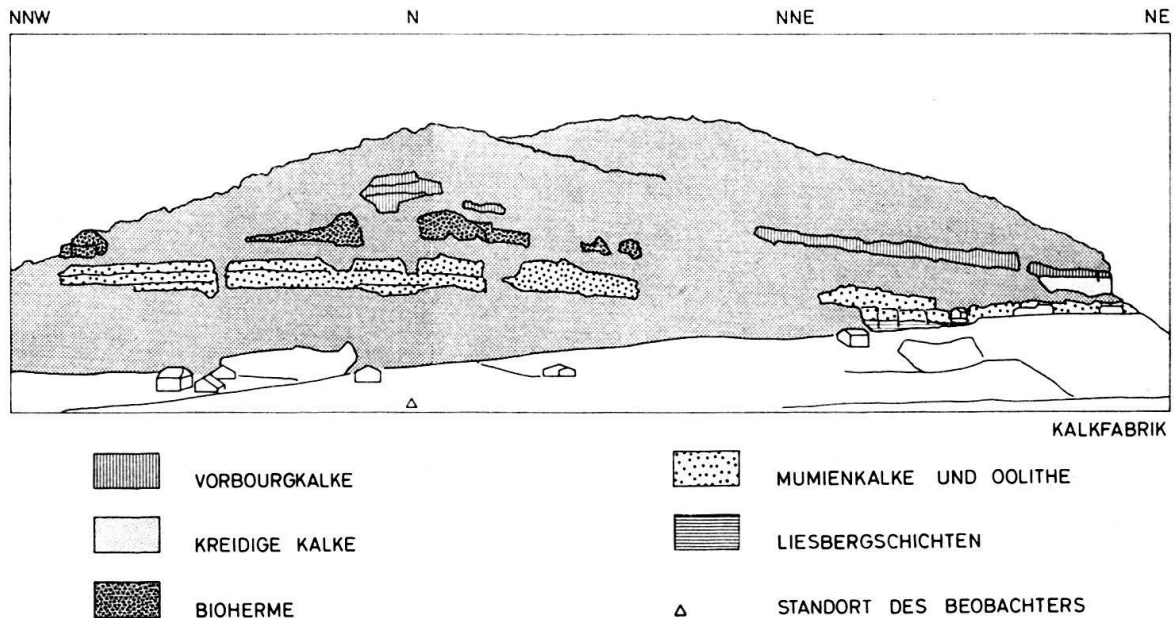 NNW N NNE NE
KALKFABRIK
VORBOURGKALKE
KREIDIGE KALKE
BIOHERME
MUMIENKALKE UND OOLITHE
LIESBERGSCHICHTEN
STANDORT DES BEOBACHTERS